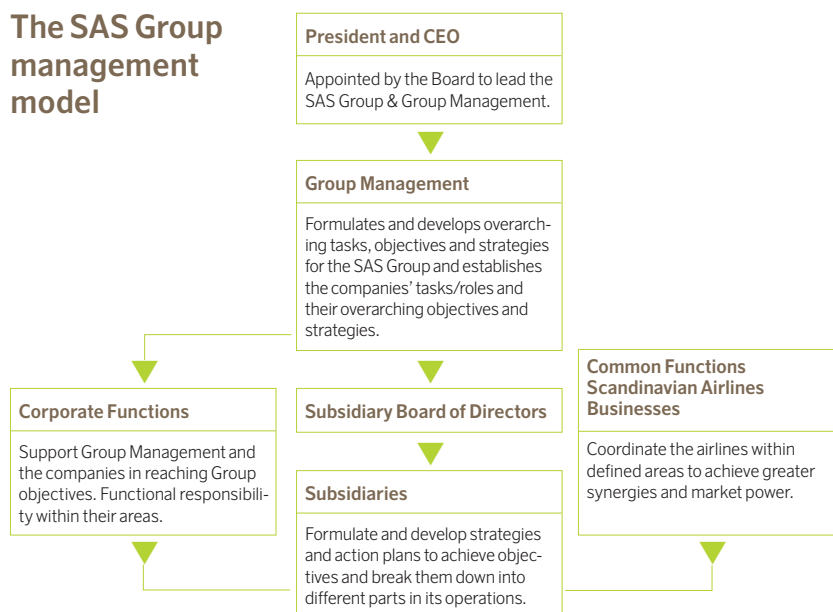 The SAS Group
management
model
President and CEO
Appointed by the Board to lead the
SAS Group & Group Management.
Group Management
Formulates and develops overarch-
ing tasks, objectives and strategies
for the SAS Group and establishes
the companies' tasks/roles and
their overarching objectives and
strategies.
Corporate Functions
Support Group Management and
the companies in reaching Group
objectives. Functional responsibil-
ity within their areas.
Subsidiary Board of Directors
Subsidiaries
Formulate and develop strategies
and action plans to achieve objec-
tives and break them down into
different parts in its operations.
Common Functions
Scandinavian Airlines
Businesses
Coordinate the airlines within
defined areas to achieve greater
synergies and market power.